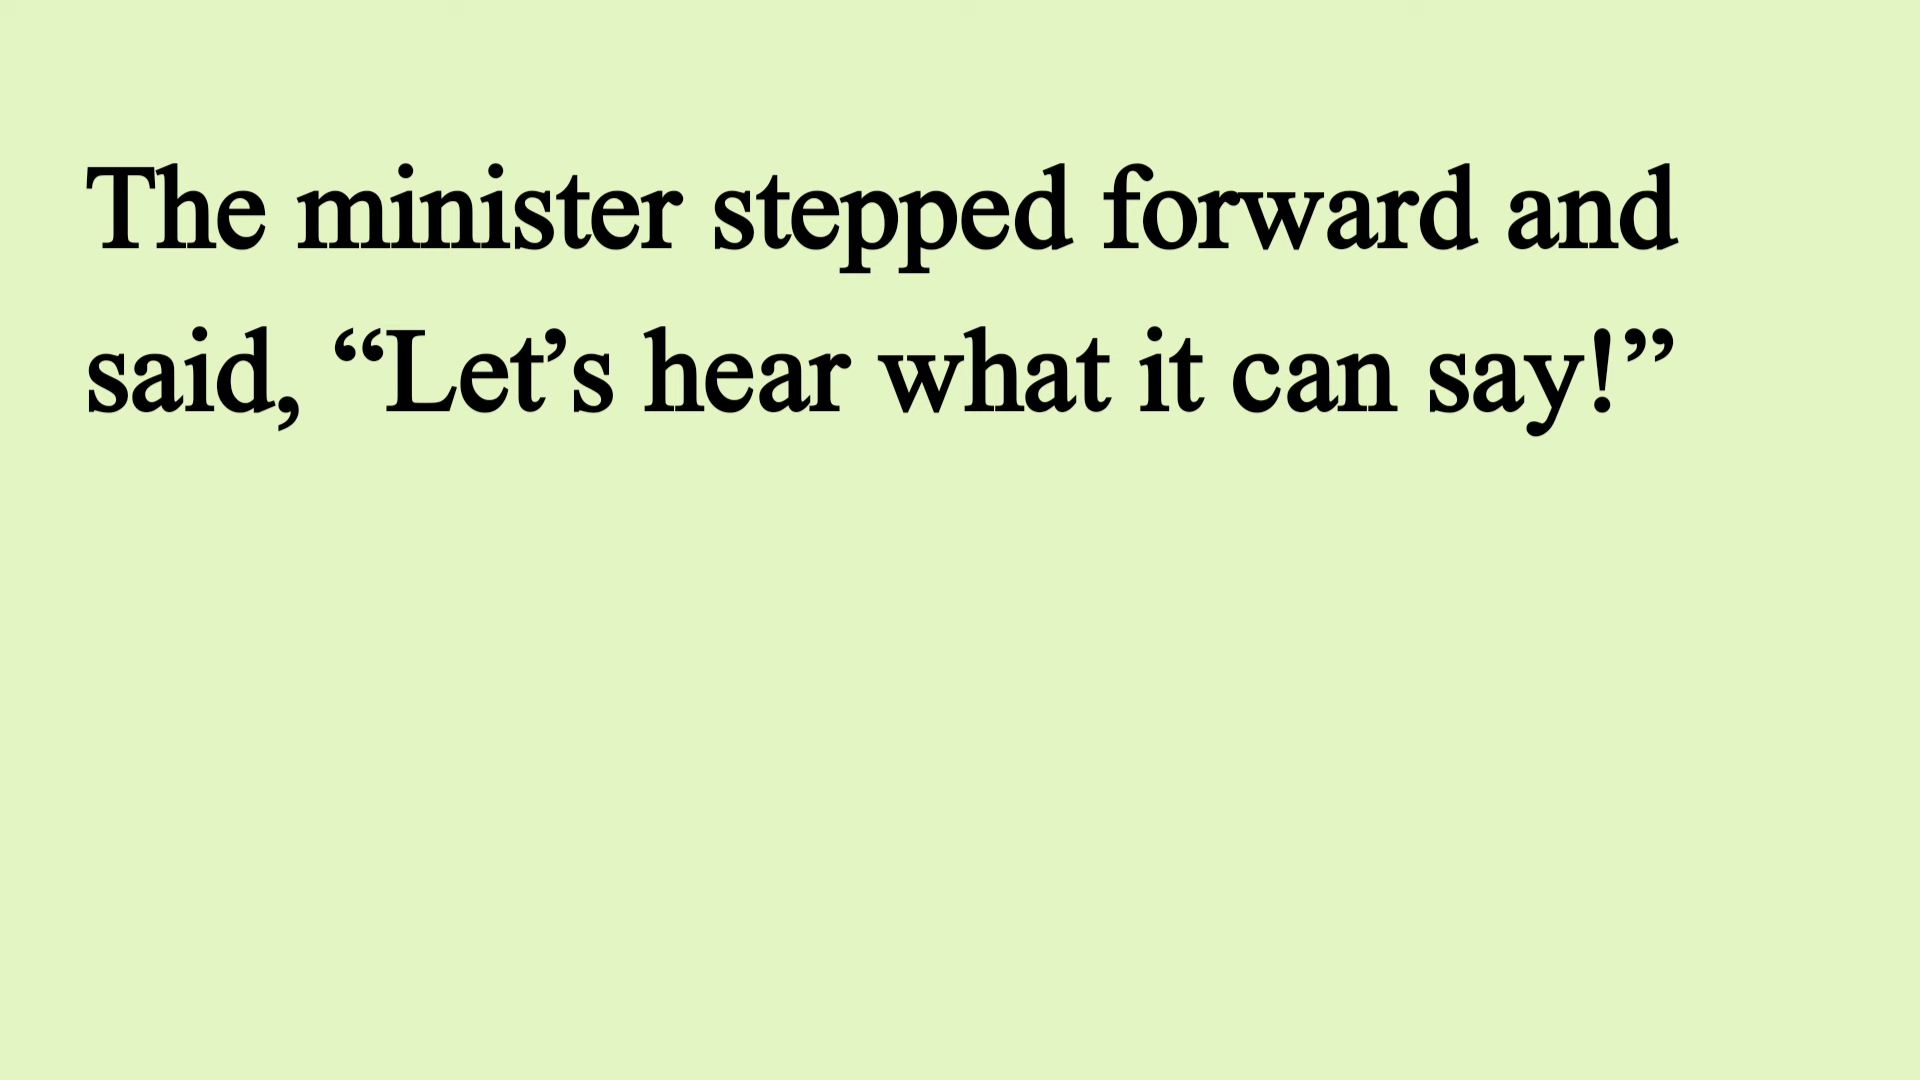 The minister stepped forward and
said, “Let’s hear what it can say!”